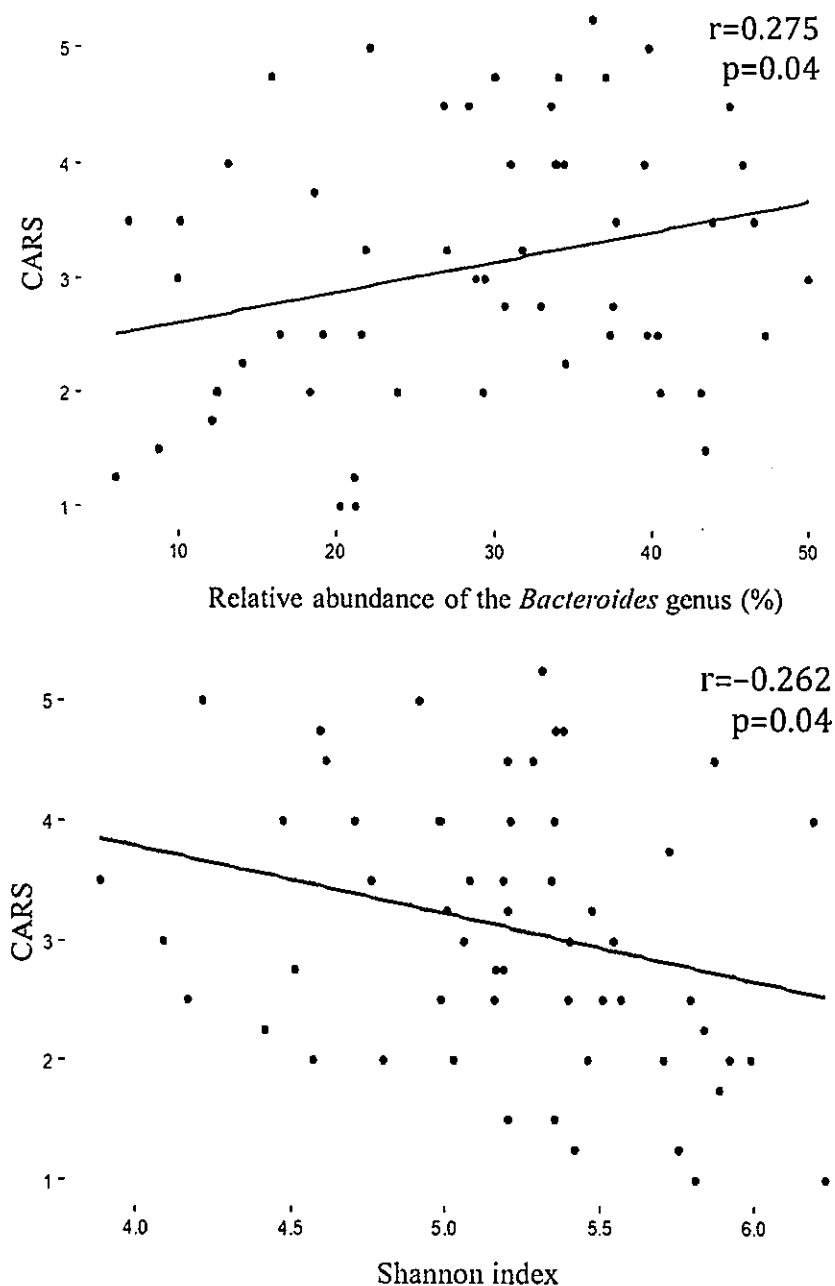 r=0.275
p=0.04
5
4
3
2
1
CARS
10 20 30 40 50
Relative abundance of the Bacteroides genus (%)
r=−0.262
p=0.04
5
4
3
2
1
CARS
4.0 4.5 5.0 5.5 6.0
Shannon index